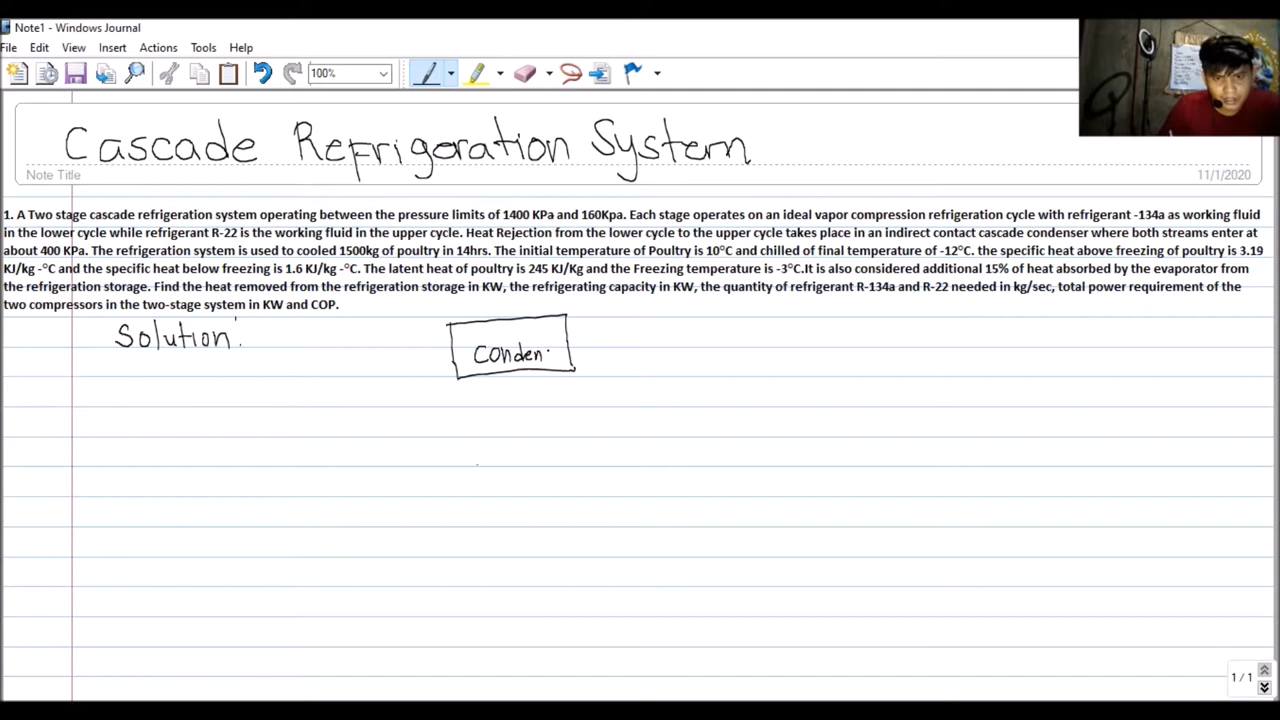 Note1 - Windows Journal
File Edit View Insert Actions Tools Help
100%
Cascade Refrigeration System
Note Title
11/1/2020
1. A Two stage cascade refrigeration system operating between the pressure limits of 1400 KPa and 160Kpa. Each stage operates on an ideal vapor compression refrigeration cycle with refrigerant -134a as working fluid
in the lower cycle while refrigerant R-22 is the working fluid in the upper cycle. Heat Rejection from the lower cycle to the upper cycle takes place in an indirect contact cascade condenser where both streams enter at
about 400 KPa. The refrigeration system is used to cooled 1500kg of poultry in 14hrs. The initial temperature of Poultry is 10°C and chilled of final temperature of -12°C. the specific heat above freezing of poultry is 3.19
KJ/kg -°C and the specific heat below freezing is 1.6 KJ/kg -°C. The latent heat of poultry is 245 KJ/Kg and the Freezing temperature is -3°C.It is also considered additional 15% of heat absorbed by the evaporator from
the refrigeration storage. Find the heat removed from the refrigeration storage in KW, the refrigerating capacity in KW, the quantity of refrigerant R-134a and R-22 needed in kg/sec, total power requirement of the
two compressors in the two-stage system in KW and COP.
Solution:
Conden.
1 / 1